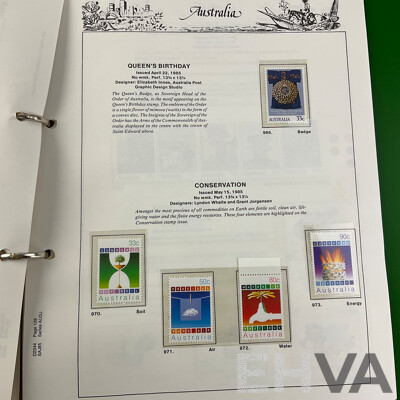 Australia
QUEEN'S BIRTHDAY
Issued April 22, 1985
No wmk. Perf. 13½ x 13¼
Designer: Elizabeth Innes, Australia Post
Graphic Design Studio
The Queen's Badge, as Sovereign Head of the
Order of Australia, is the motif appearing on the
Queen's Birthday stamp. The emblem of the Order
is a single flower of mimosa (wattle) in the form of
a convex disc. The Insignia of the Sovereign of the
Order has the Arms of the Commonwealth of Aus-
tralia displayed in the centre with the crown of
Saint Edward above.
AUSTRALIA 33c
Badge
CONSERVATION
Issued May 15, 1985
No wmk. Perf. 13½ x 13¼
Designers: Lyndon Whaite and Grant Jorgensen
Amongst the most precious of all commodities on Earth are fertile soil, clean air, life-
giving water and the finite energy resources. These four elements are highlighted on the
Conservation stamp issue.
33c
Australia
970. Soil
50c
Australia
971. Air
80c
Australia
972. Water
90c
Australia
973. Energy
VA